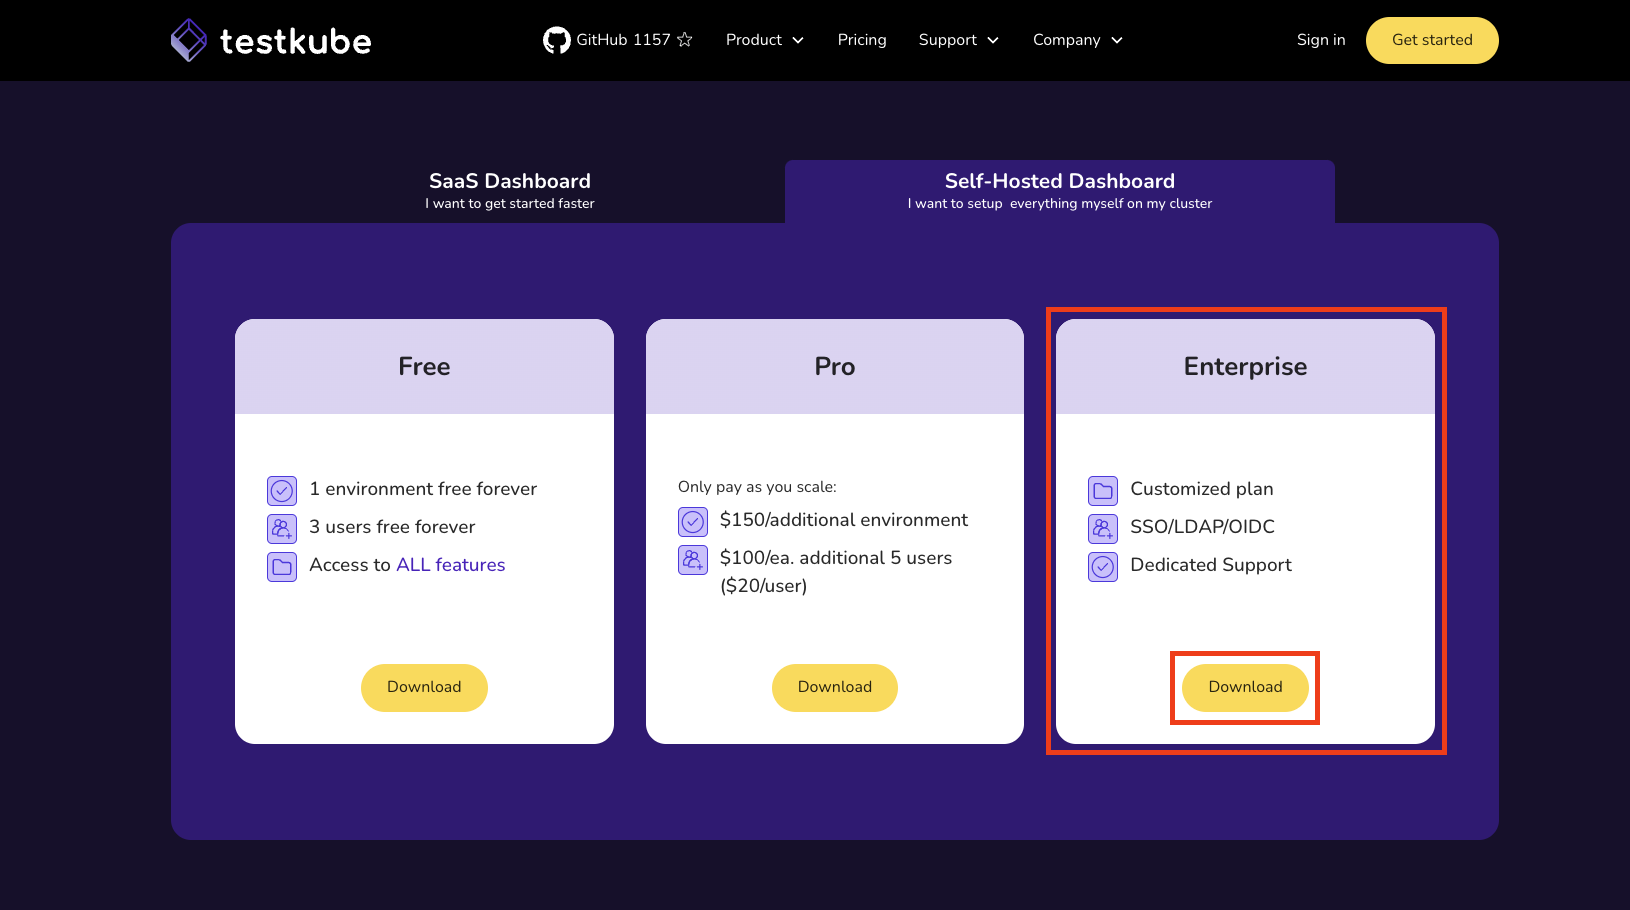 testkube
GitHub 1157
Product
Pricing
Support
Company
Sign in
Get started
SaaS Dashboard
I want to get started faster
Self-Hosted Dashboard
I want to setup everything myself on my cluster
Free
1 environment free forever
3 users free forever
Access to ALL features
Download
Pro
Only pay as you scale:
$150/additional environment
$100/ea. additional 5 users
($20/user)
Download
Enterprise
Customized plan
SSO/LDAP/OIDC
Dedicated Support
Download